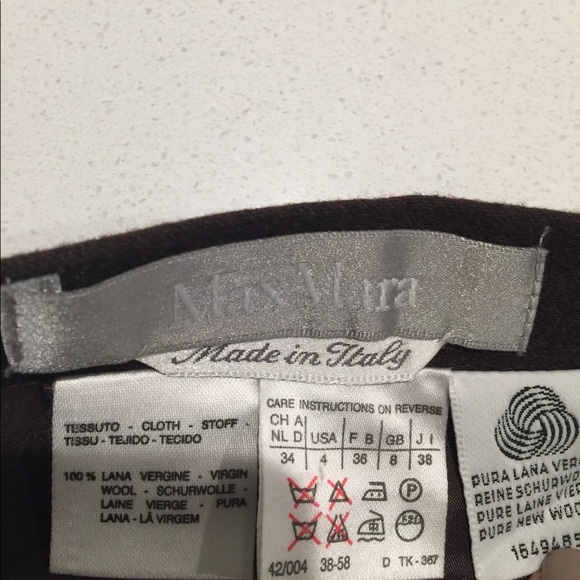 MaxMara
Made in Italy
TESSUTO - CLOTH - STOFF -
TISSU - TEJIDO - TECIDO
100% LANA VERGINE - VIRGIN
WOOL - SCHURWOLLE -
LAINE VIERGE - PURA
LANA - LÃ VIRGEM
CARE INSTRUCTIONS ON REVERSE
CH A
NL D USA F B GB J I
34 4 36 8 38
P
42/004 38-58 D TK-367
PURA LANA VER
REINE SCHURWO
PURE LAINE VIE
PURE NEW WOO
1649485